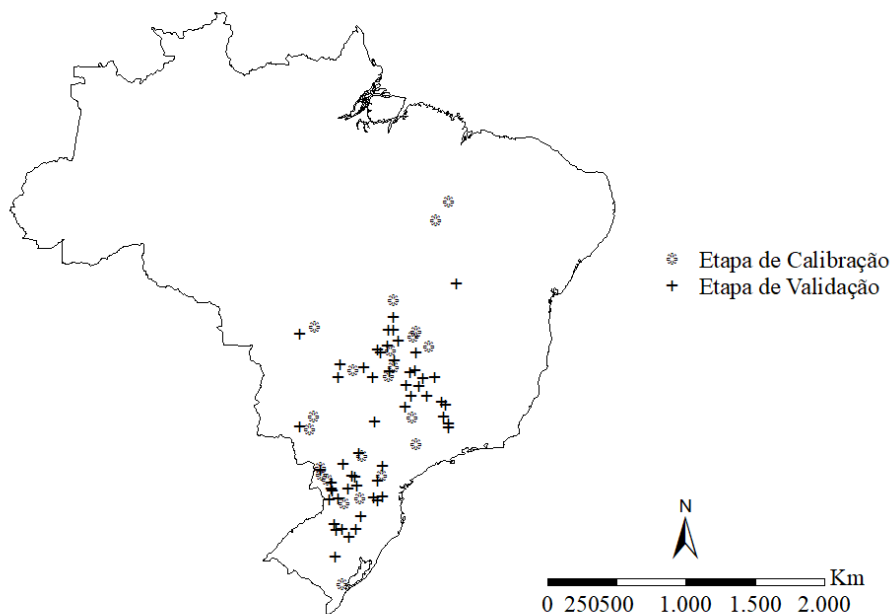 Etapa de Calibração
Etapa de Validação
N
Km
0 250500 1.000 1.500 2.000